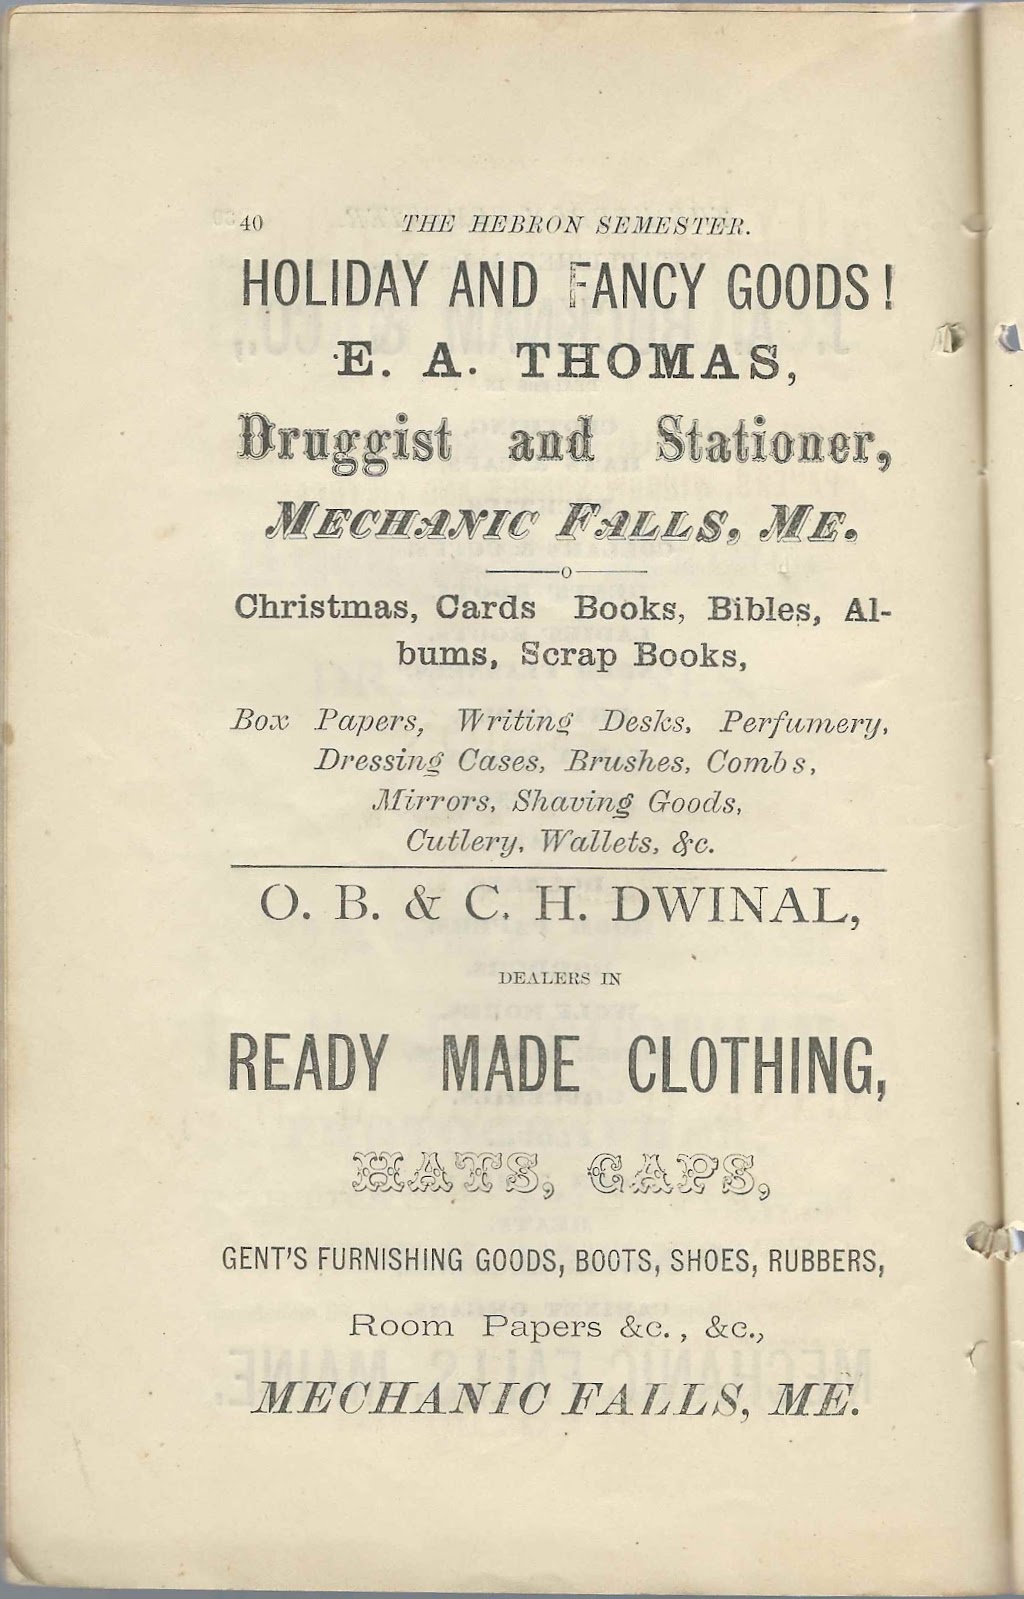 40 THE HEBRON SEMESTER.
HOLIDAY AND FANCY GOODS!
E. A. THOMAS,
Druggist and Stationer,
MECHANIC FALLS, ME.
Christmas, Cards Books, Bibles, Al-
bums, Scrap Books,
Box Papers, Writing Desks, Perfumery,
Dressing Cases, Brushes, Combs,
Mirrors, Shaving Goods,
Cutlery, Wallets, &c.
O. B. & C. H. DWINAL,
DEALERS IN
READY MADE CLOTHING,
HATS, CAPS,
GENT'S FURNISHING GOODS, BOOTS, SHOES, RUBBERS,
Room Papers &c., &c.,
MECHANIC FALLS, ME.